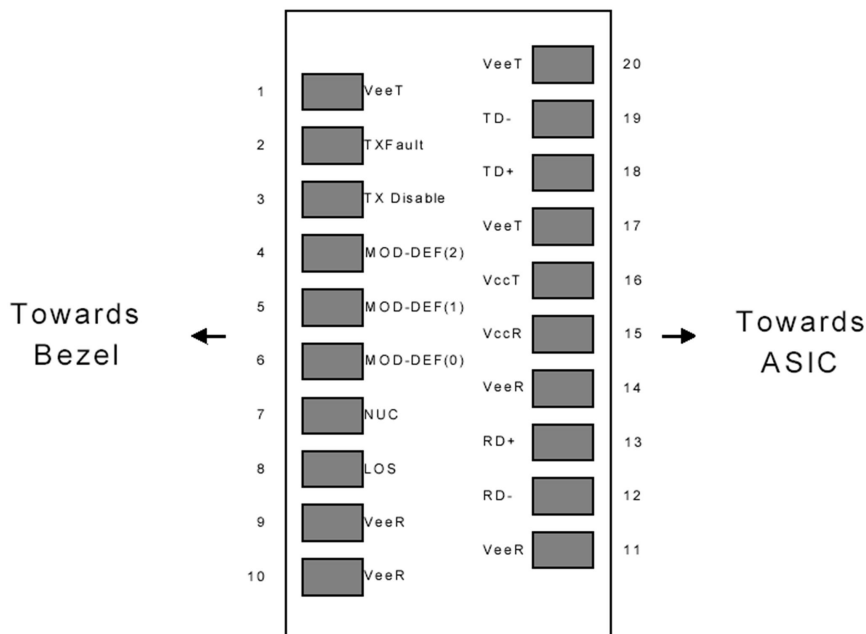 VeeT 20
1 VeeT
TD- 19
2 TXFault
TD+ 18
3 TX Disable
VeeT 17
4 MOD-DEF(2)
VccT 16
5 MOD-DEF(1)
Towards
Bezel
VccR 15
Towards
ASIC
6 MOD-DEF(0)
VeeR 14
7 NUC
RD+ 13
8 LOS
RD- 12
9 VeeR
VeeR 11
10 VeeR